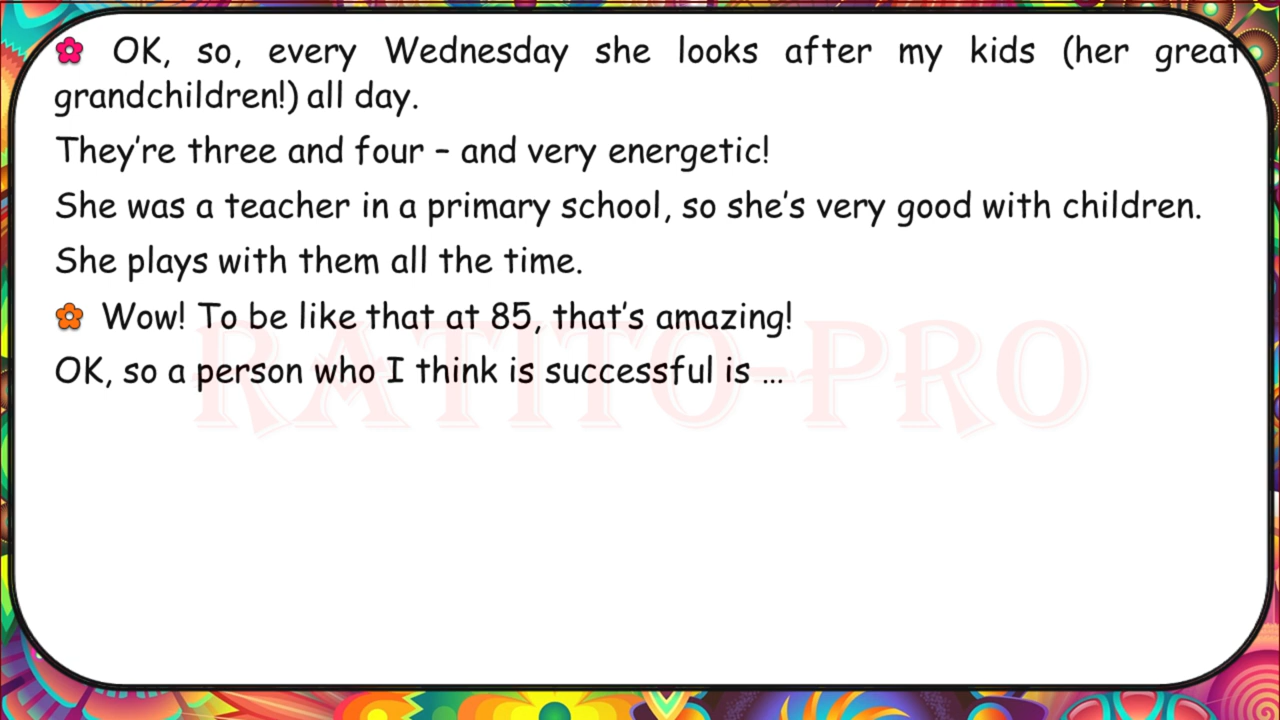 OK, so, every Wednesday she looks after my kids (her great
grandchildren!) all day.
They’re three and four – and very energetic!
She was a teacher in a primary school, so she’s very good with children.
She plays with them all the time.
Wow! To be like that at 85, that’s amazing!
OK, so a person who I think is successful is …
RATITO-PRO